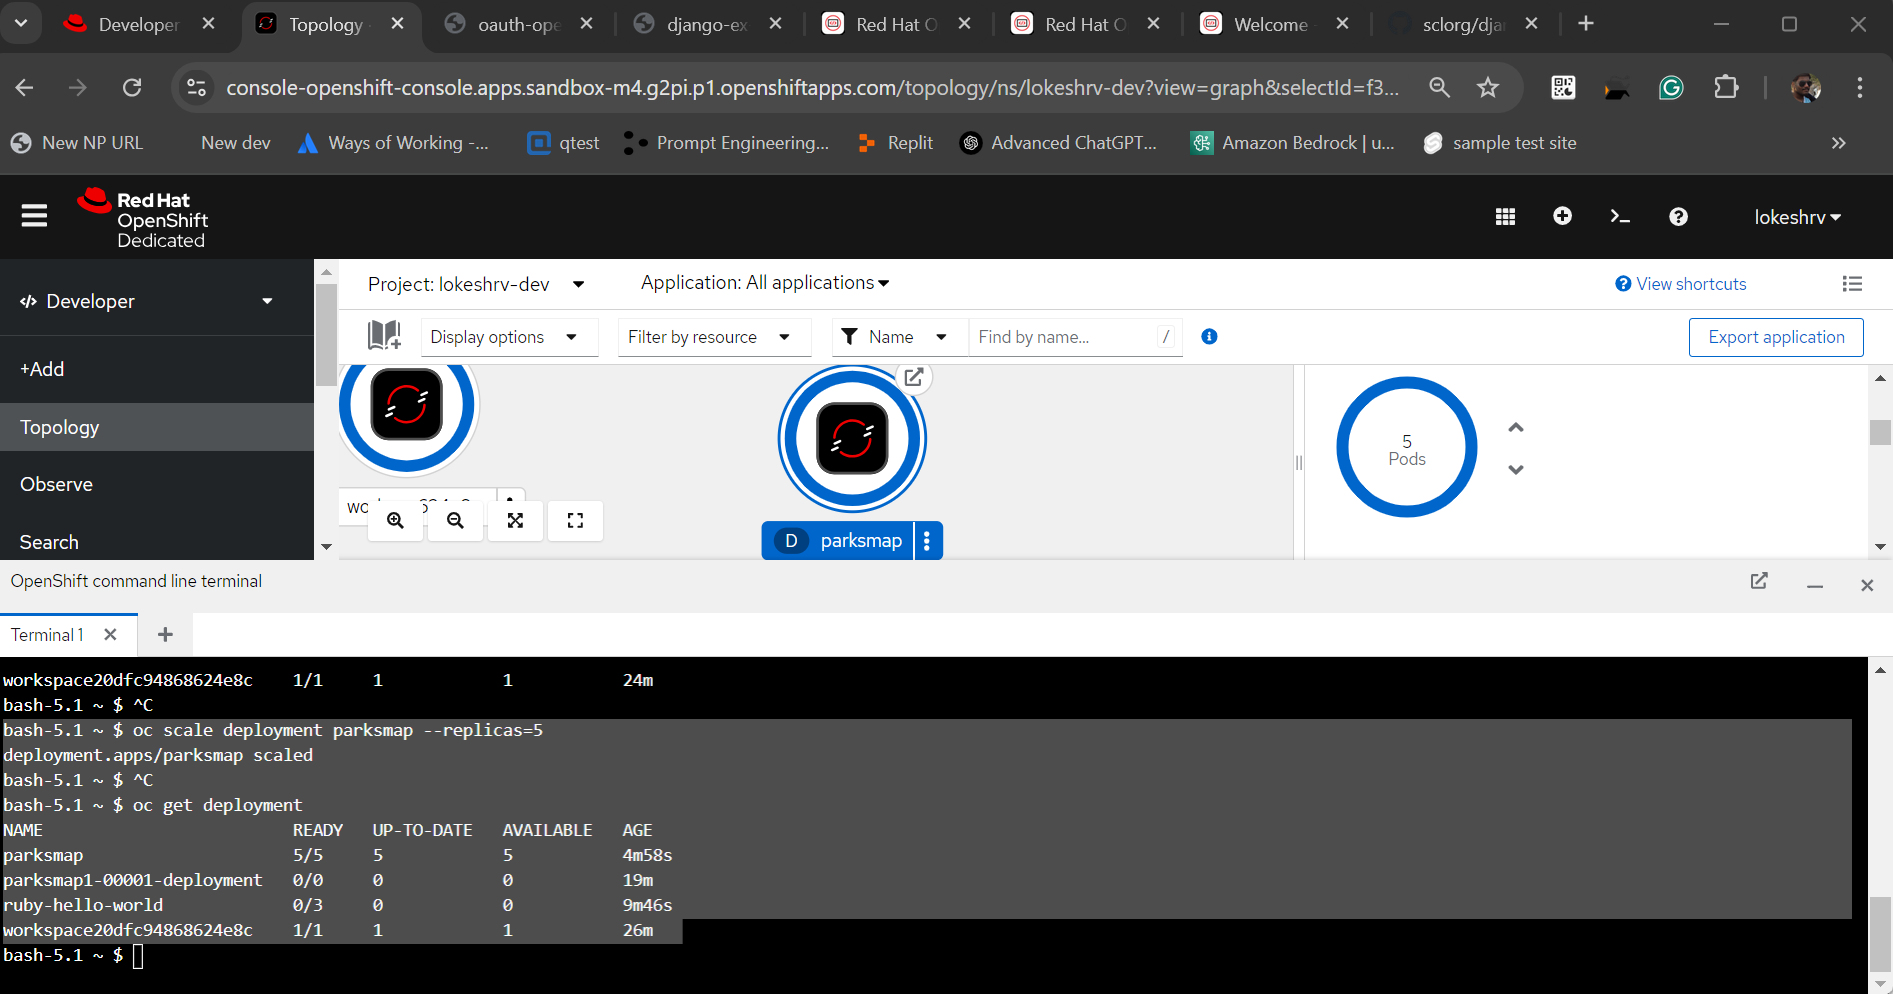 Developer
Topology
oauth-ope
django-ex
Red Hat O
Red Hat O
Welcome
sclorg/djan
console-openshift-console.apps.sandbox-m4.g2pi.p1.openshiftapps.com/topology/ns/lokeshrv-dev?view=graph&selectId=f3...
New NP URL
New dev
Ways of Working -...
qtest
Prompt Engineering...
Replit
Advanced ChatGPT...
Amazon Bedrock | u...
sample test site
Red Hat
OpenShift
Dedicated
lokeshrv
Developer
Project: lokeshrv-dev
Application: All applications
View shortcuts
Display options
Filter by resource
Name
Find by name...
/
Export application
+Add
Topology
Observe
Search
5
Pods
D parksmap
OpenShift command line terminal
Terminal 1
workspace20dfc94868624e8c 1/1 1 1 24m
bash-5.1 ~ $ ^C
bash-5.1 ~ $ oc scale deployment parksmap --replicas=5
deployment.apps/parksmap scaled
bash-5.1 ~ $ ^C
bash-5.1 ~ $ oc get deployment
NAME READY UP-TO-DATE AVAILABLE AGE
parksmap 5/5 5 5 4m58s
parksmap1-00001-deployment 0/0 0 0 19m
ruby-hello-world 0/3 0 0 9m46s
workspace20dfc94868624e8c 1/1 1 1 26m
bash-5.1 ~ $